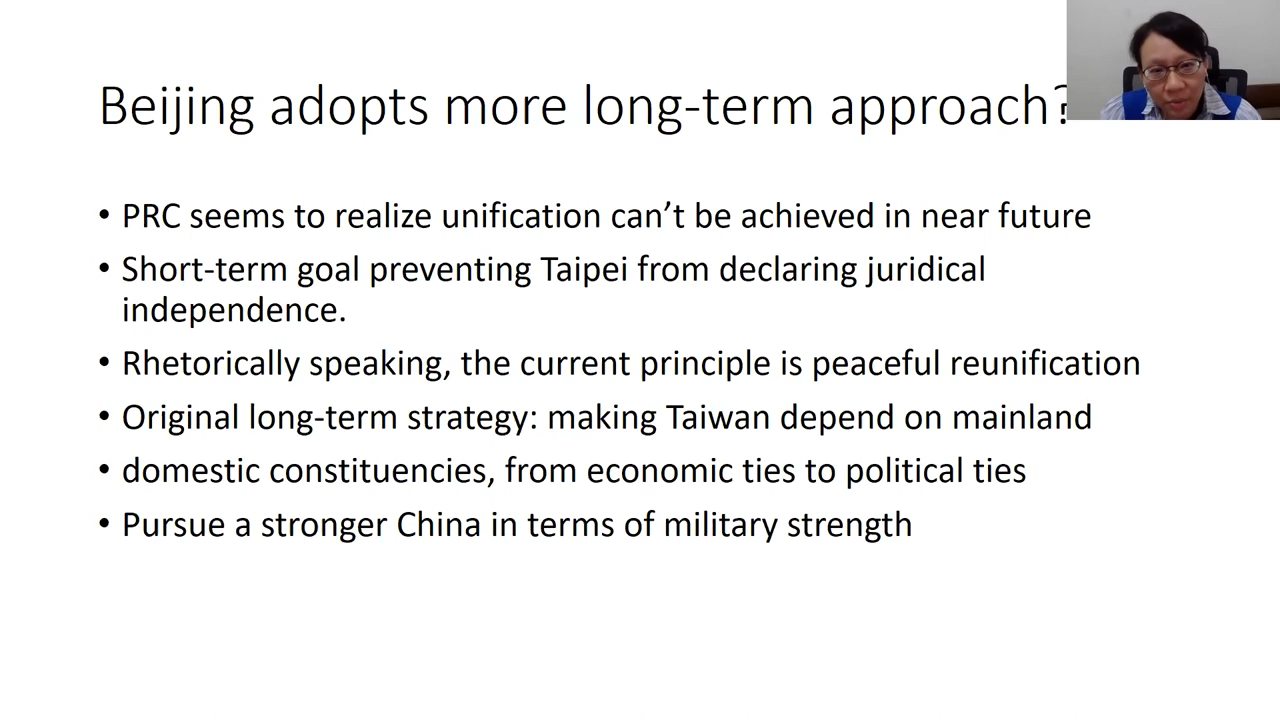 Beijing adopts more long-term approach?
• PRC seems to realize unification can’t be achieved in near future
• Short-term goal preventing Taipei from declaring juridical
independence.
• Rhetorically speaking, the current principle is peaceful reunification
• Original long-term strategy: making Taiwan depend on mainland
• domestic constituencies, from economic ties to political ties
• Pursue a stronger China in terms of military strength